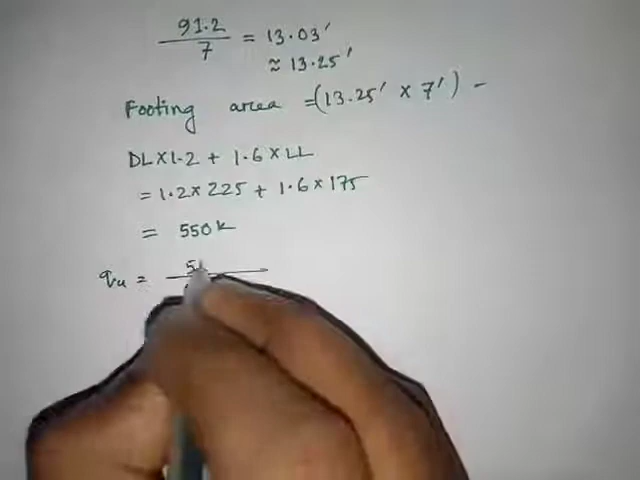 91.2 / 7 = 13.03'
≈ 13.25'
Footing area =(13.25' × 7') -
DL×1.2 + 1.6×LL
= 1.2×225 + 1.6×175
= 550k
qu =